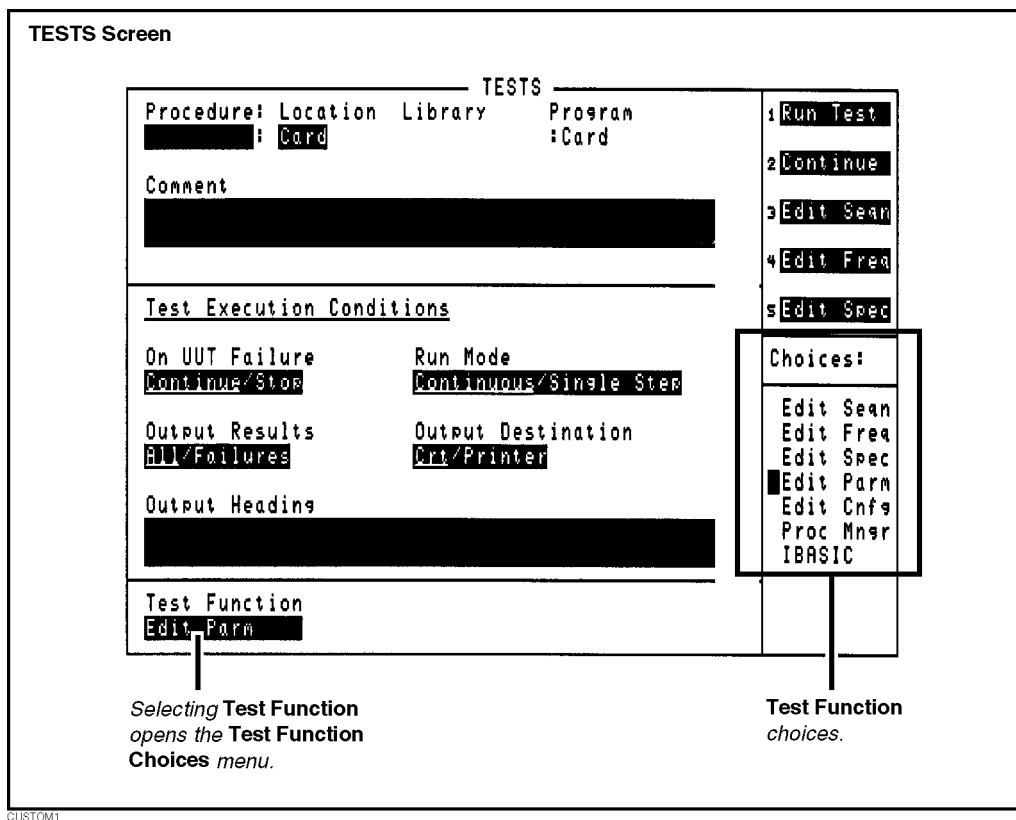 TESTS Screen
TESTS
Procedure: Location Library Program
: Card :Card
Comment
Test Execution Conditions
On UUT Failure Run Mode
Continue/Stop Continuous/Single Step
Output Results Output Destination
All/Failures Crt/Printer
Output Heading
Test Function
Edit Parm
1 Run Test
2 Continue
3 Edit Seqn
4 Edit Freq
5 Edit Spec
Choices:
Edit Seqn
Edit Freq
Edit Spec
Edit Parm
Edit Cnfg
Proc Mngr
IBASIC
Selecting Test Function
opens the Test Function
Choices menu.
Test Function
choices.
CUSTOM1